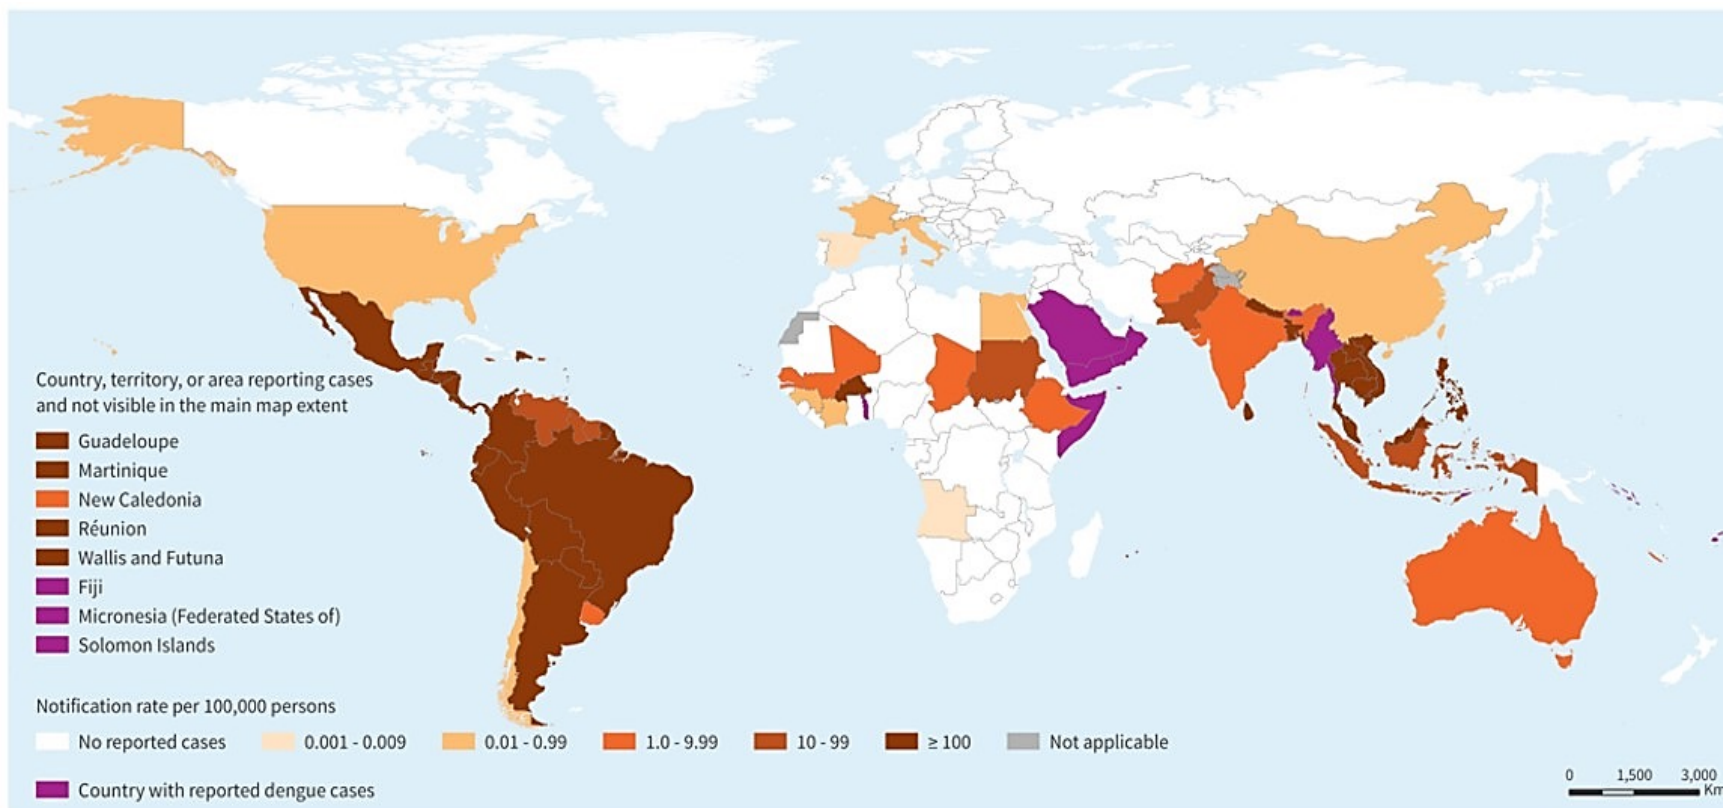 Country, territory, or area reporting cases
and not visible in the main map extent
Guadeloupe
Martinique
New Caledonia
Réunion
Wallis and Futuna
Fiji
Micronesia (Federated States of)
Solomon Islands
Notification rate per 100,000 persons
No reported cases 0.001 - 0.009 0.01 - 0.99 1.0 - 9.99 10 - 99 ≥ 100 Not applicable
Country with reported dengue cases
0 1,500 3,000
Km